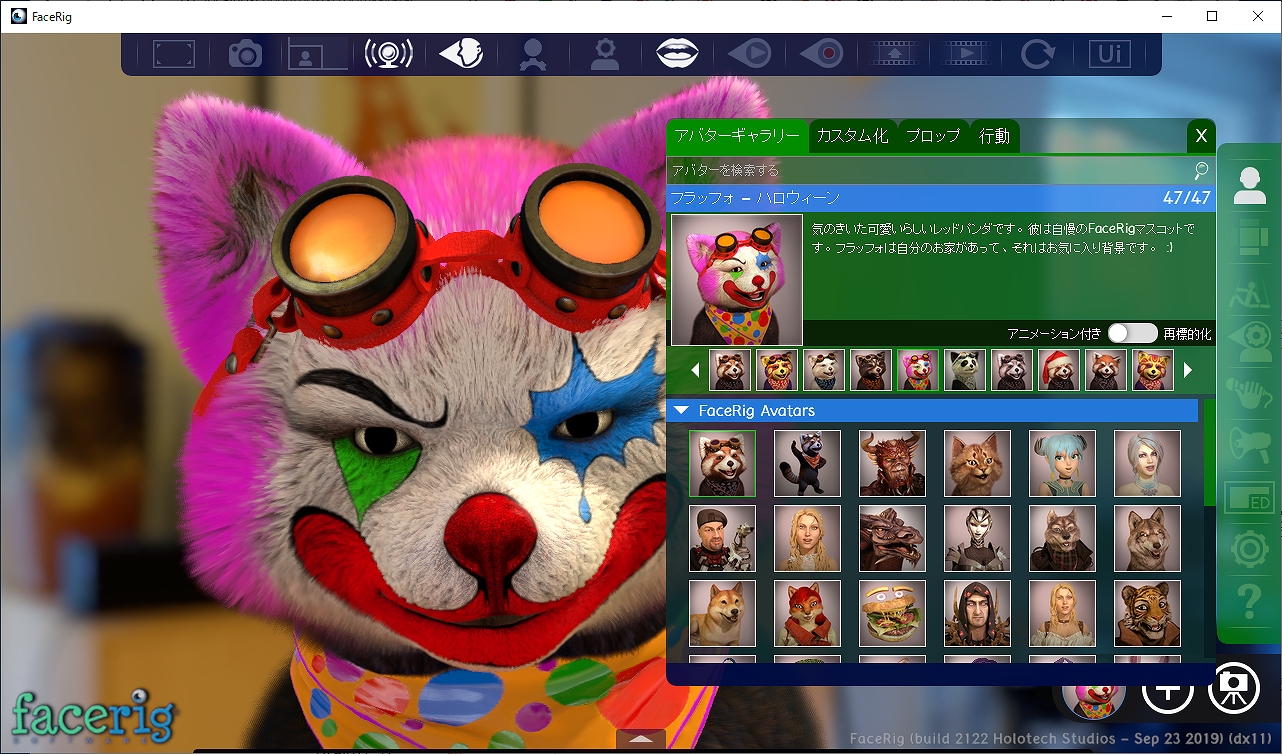 FaceRig
Ui
アバターギャラリー カスタム化 プロップ 行動 X
アバターを検索する
フラッフォ – ハロウィーン 47/47
気のきいた可愛いらしいレッドパンダです。彼は自慢のFaceRigマスコットで
す。フラッフォは自分のお家があって、それはお気に入り背景です。 :)
アニメーション付き 再標的化
FaceRig Avatars
ED
?
facerig
SOFTWARE
FaceRig (build 2122 Holotech Studios – Sep 23 2019) (dx11)